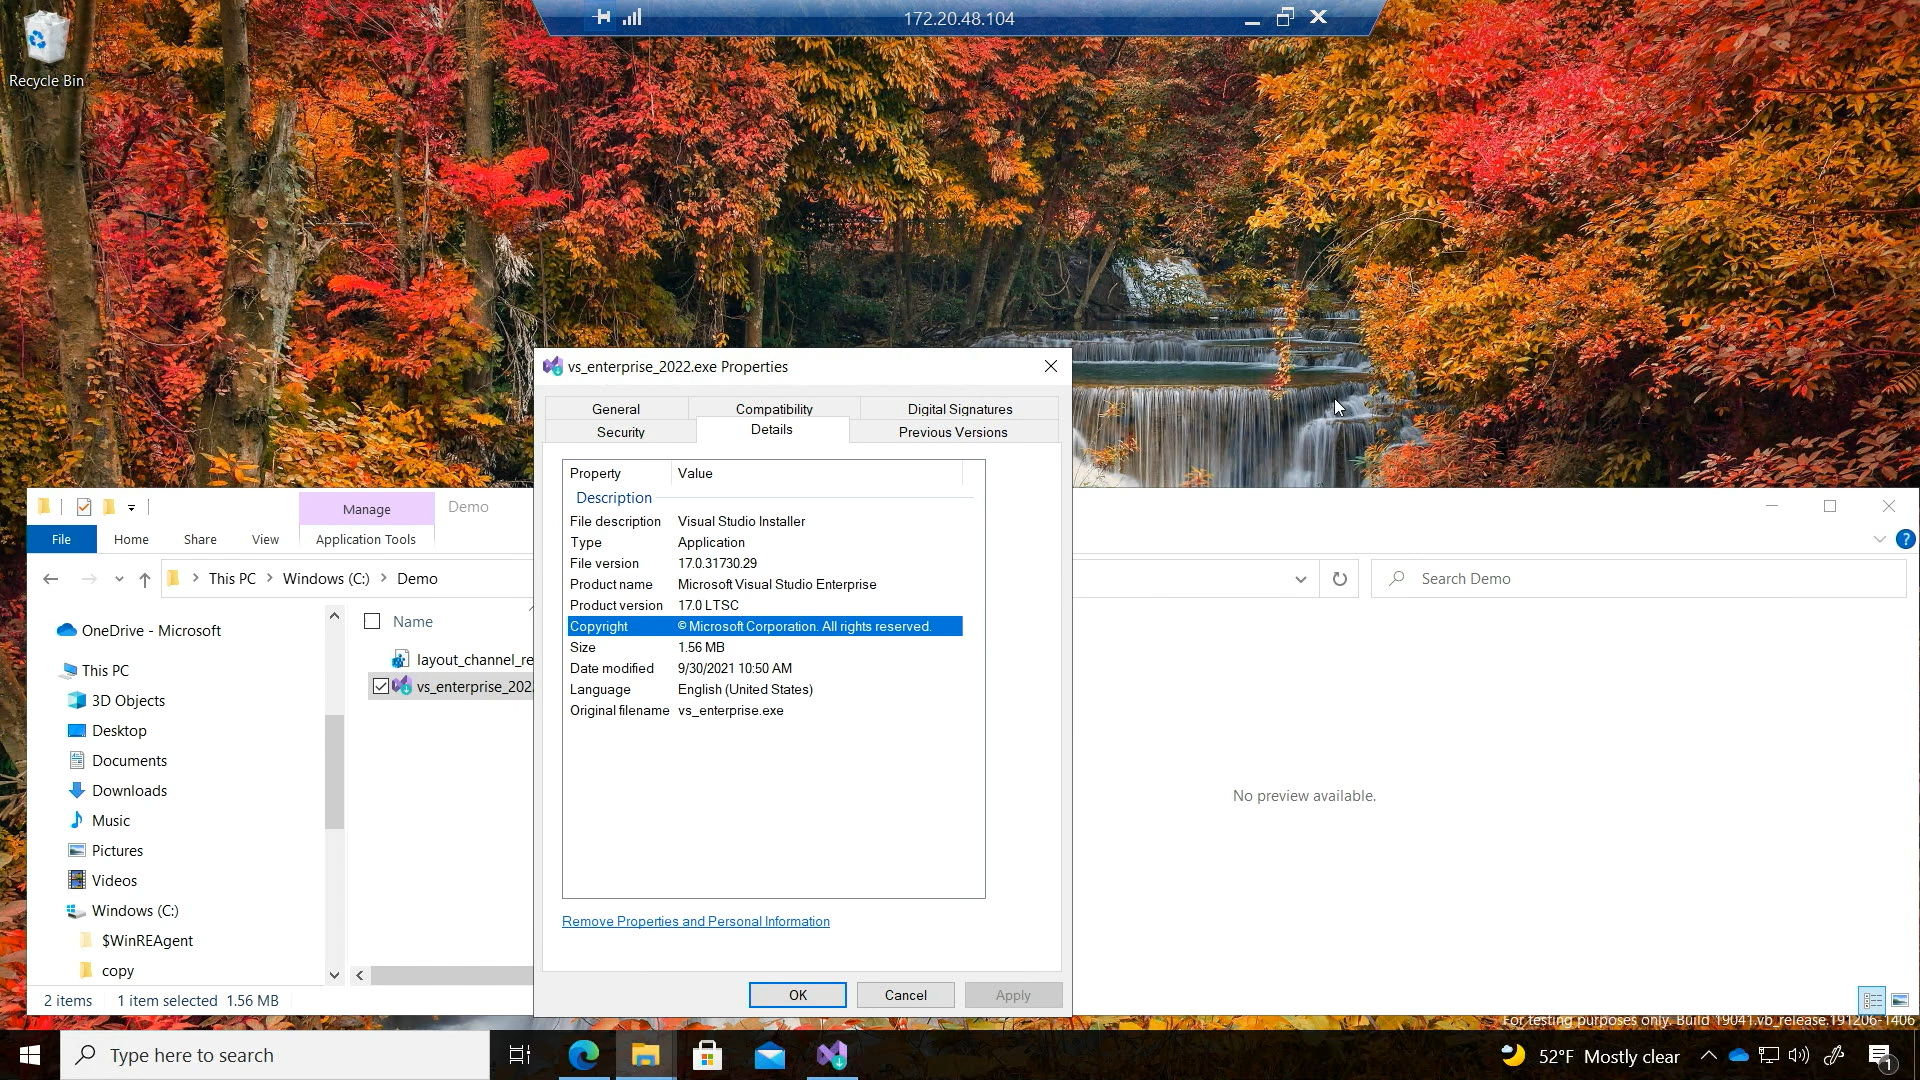 172.20.48.104
Recycle Bin
vs_enterprise_2022.exe Properties
General Compatibility Digital Signatures
Security Details Previous Versions
Property Value
Description
File description Visual Studio Installer
Type Application
File version 17.0.31730.29
Product name Microsoft Visual Studio Enterprise
Product version 17.0 LTSC
Copyright © Microsoft Corporation. All rights reserved.
Size 1.56 MB
Date modified 9/30/2021 10:50 AM
Language English (United States)
Original filename vs_enterprise.exe
Remove Properties and Personal Information
OK Cancel Apply
Manage Demo
File Home Share View Application Tools
This PC Windows (C:) Demo
Search Demo
Name
layout_channel_re
vs_enterprise_202
OneDrive - Microsoft
This PC
3D Objects
Desktop
Documents
Downloads
Music
Pictures
Videos
Windows (C:)
$WinREAgent
copy
No preview available.
2 items 1 item selected 1.56 MB
For testing purposes only. Build 19041.vb_release.191206-1406
Type here to search
52°F Mostly clear
1